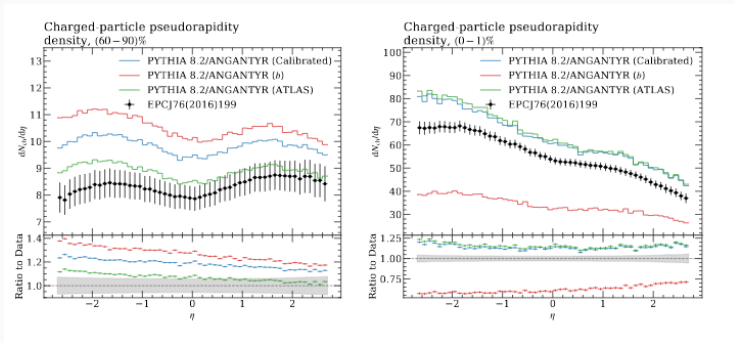 Charged-particle pseudorapidity
density, (60−90)%
PYTHIA 8.2/ANGANTYR (Calibrated)
PYTHIA 8.2/ANGANTYR (b)
PYTHIA 8.2/ANGANTYR (ATLAS)
EPCJ76(2016)199
dN_ch/dη
13
12
11
10
9
8
7
Ratio to Data
1.4
1.2
1.0
−2 −1 0 1 2
η
Charged-particle pseudorapidity
density, (0−1)%
PYTHIA 8.2/ANGANTYR (Calibrated)
PYTHIA 8.2/ANGANTYR (b)
PYTHIA 8.2/ANGANTYR (ATLAS)
EPCJ76(2016)199
dN_ch/dη
100
90
80
70
60
50
40
30
Ratio to Data
1.25
1.00
0.75
−2 −1 0 1 2
η